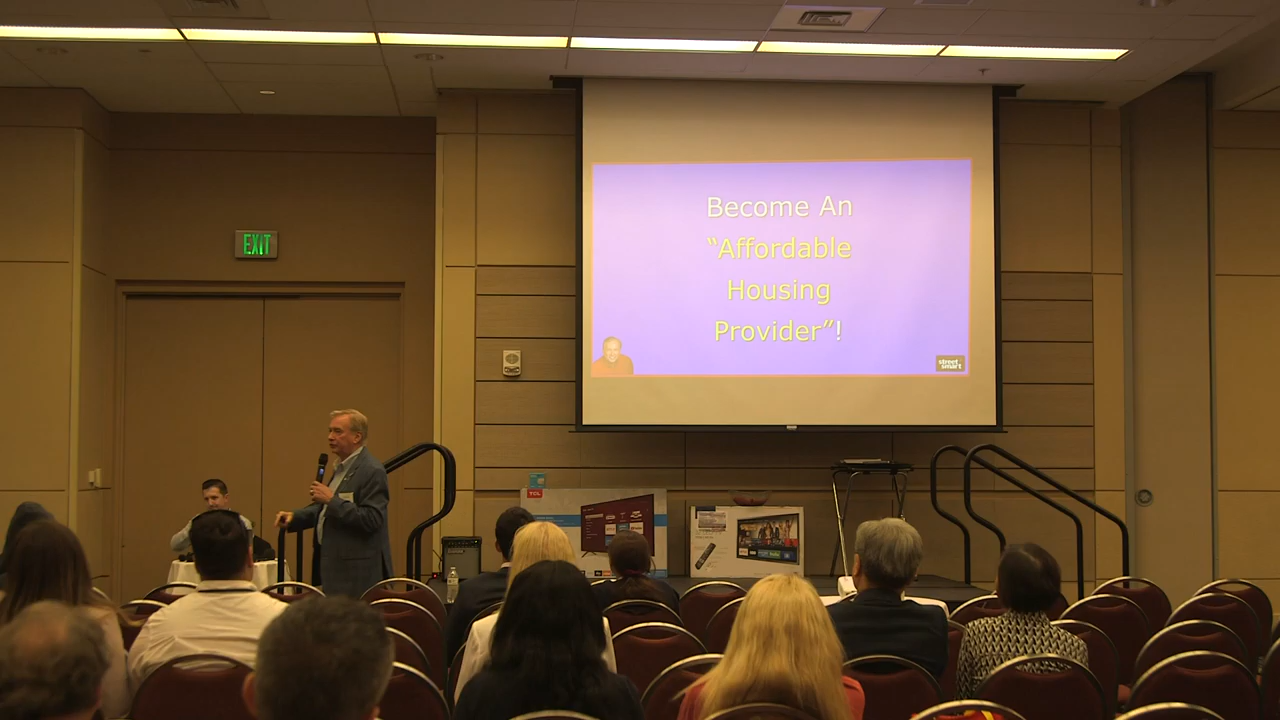 EXIT
Become An
"Affordable
Housing
Provider"!
street
smart
TCL